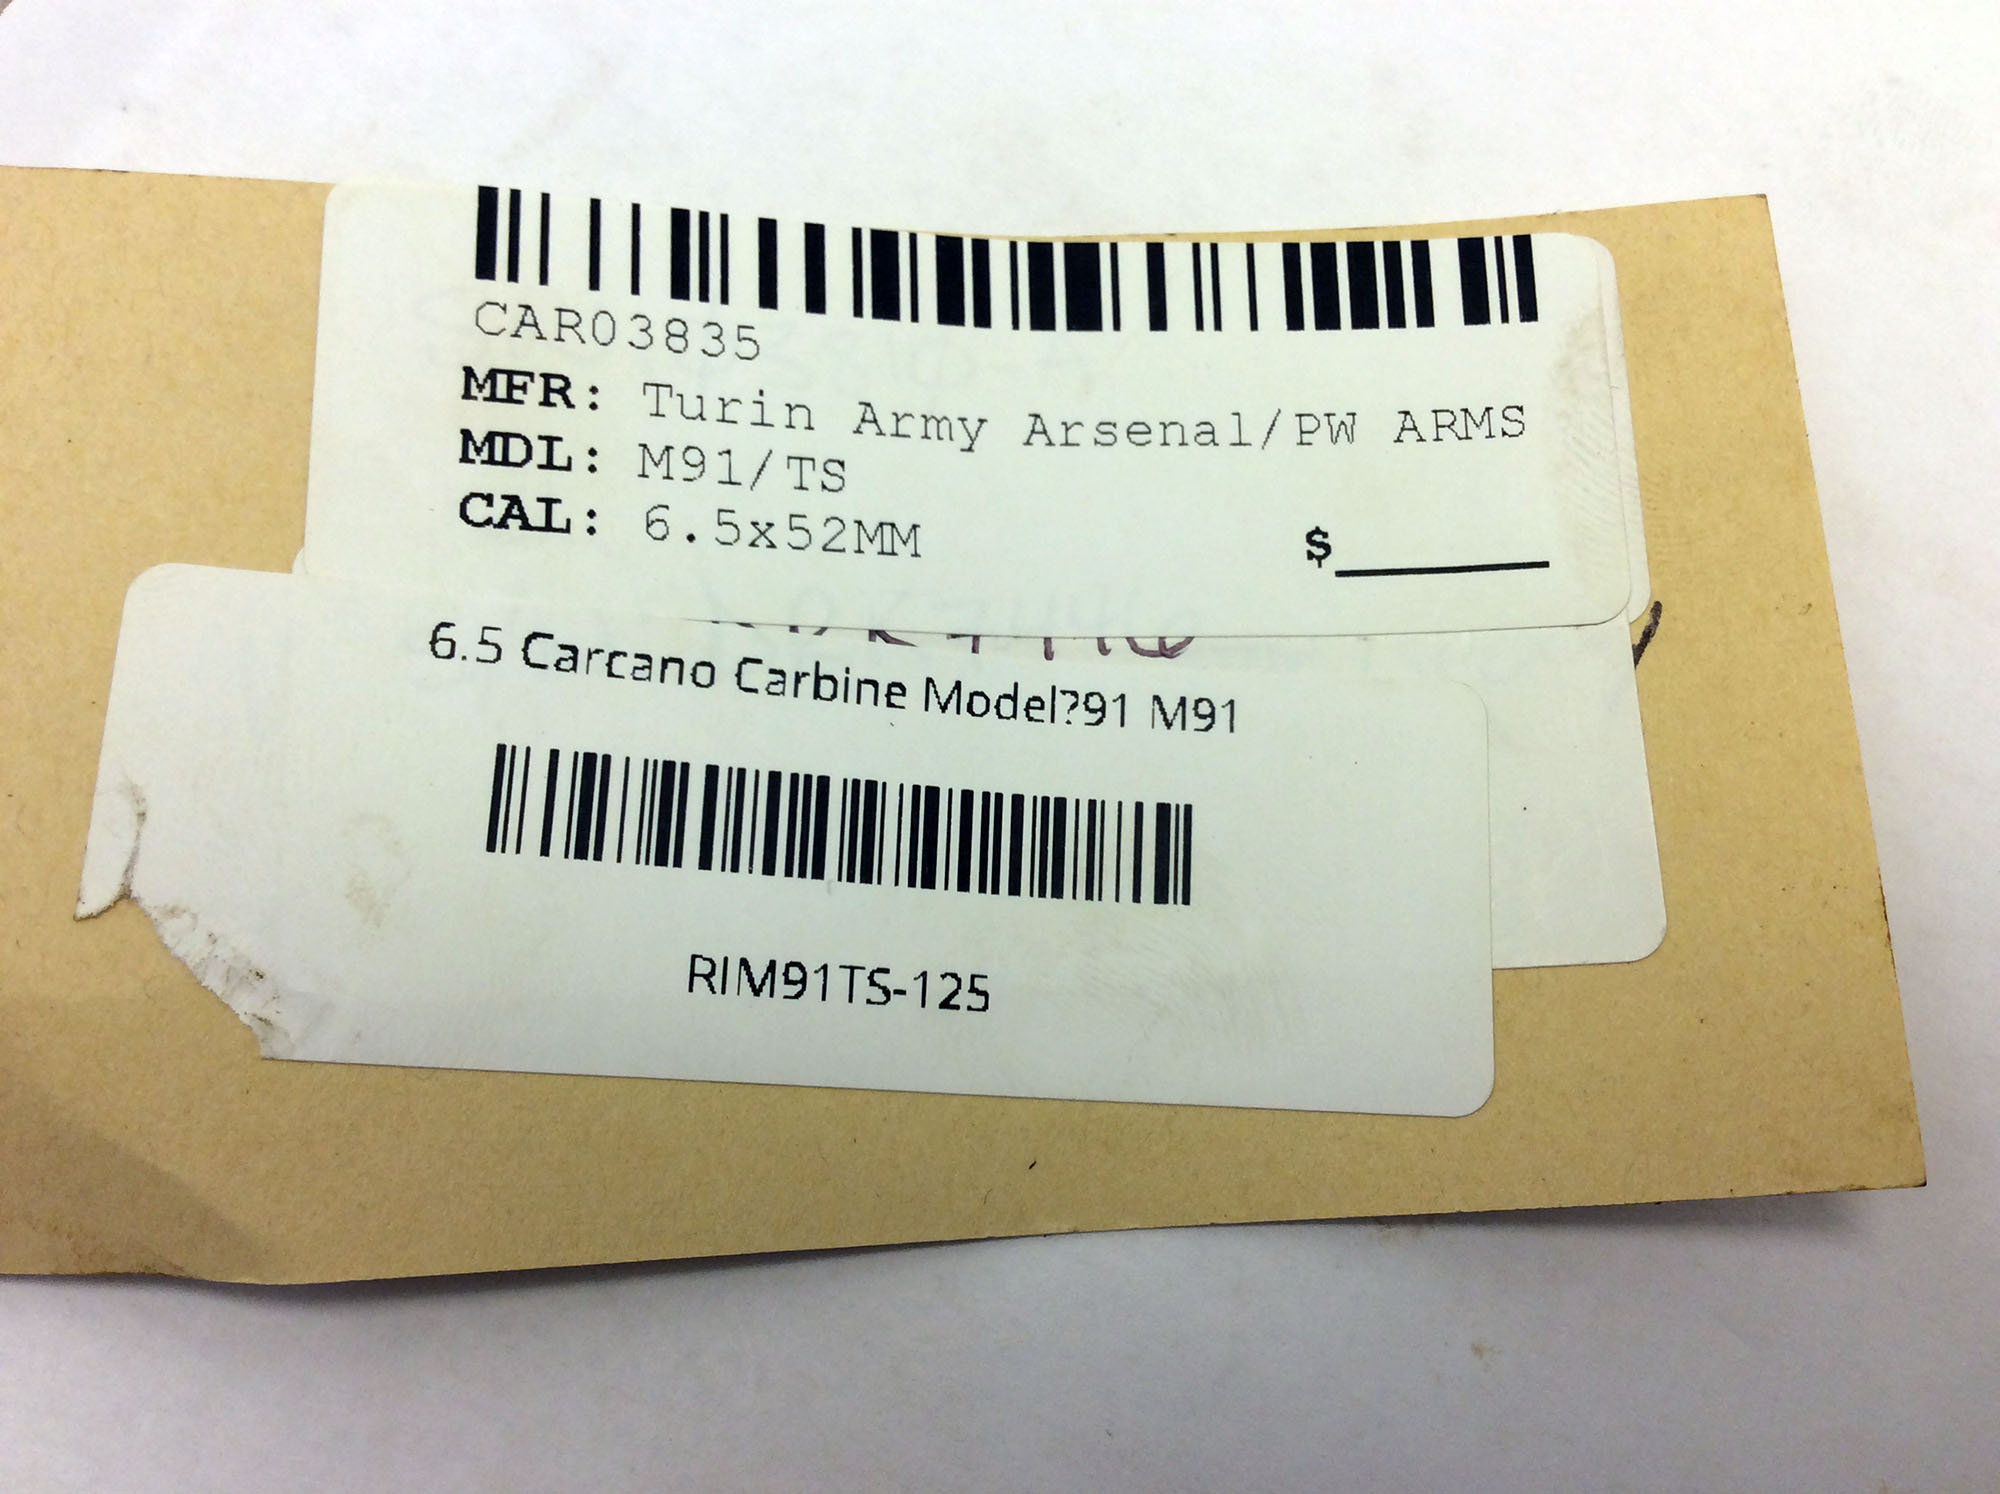 CAR03835
MFR: Turin Army Arsenal/PW ARMS
MDL: M91/TS
CAL: 6.5x52MM
$
6.5 Carcano Carbine Model?91 M91
RIM91TS-125